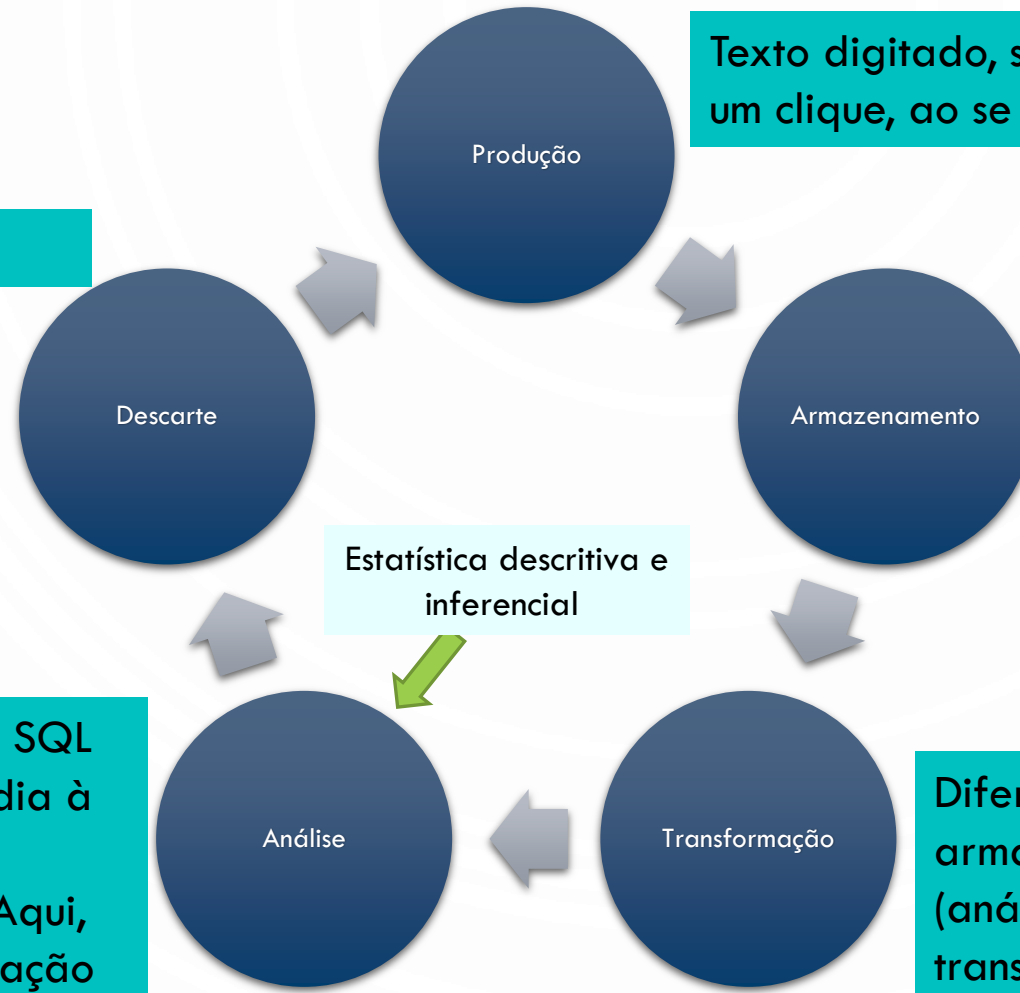 Texto digitado, s
um clique, ao se
Produção
Descarte
Armazenamento
Estatística descritiva e
inferencial
SQL
dia à
Aqui,
ação
Análise
Transformação
Difer
arma
(aná
trans